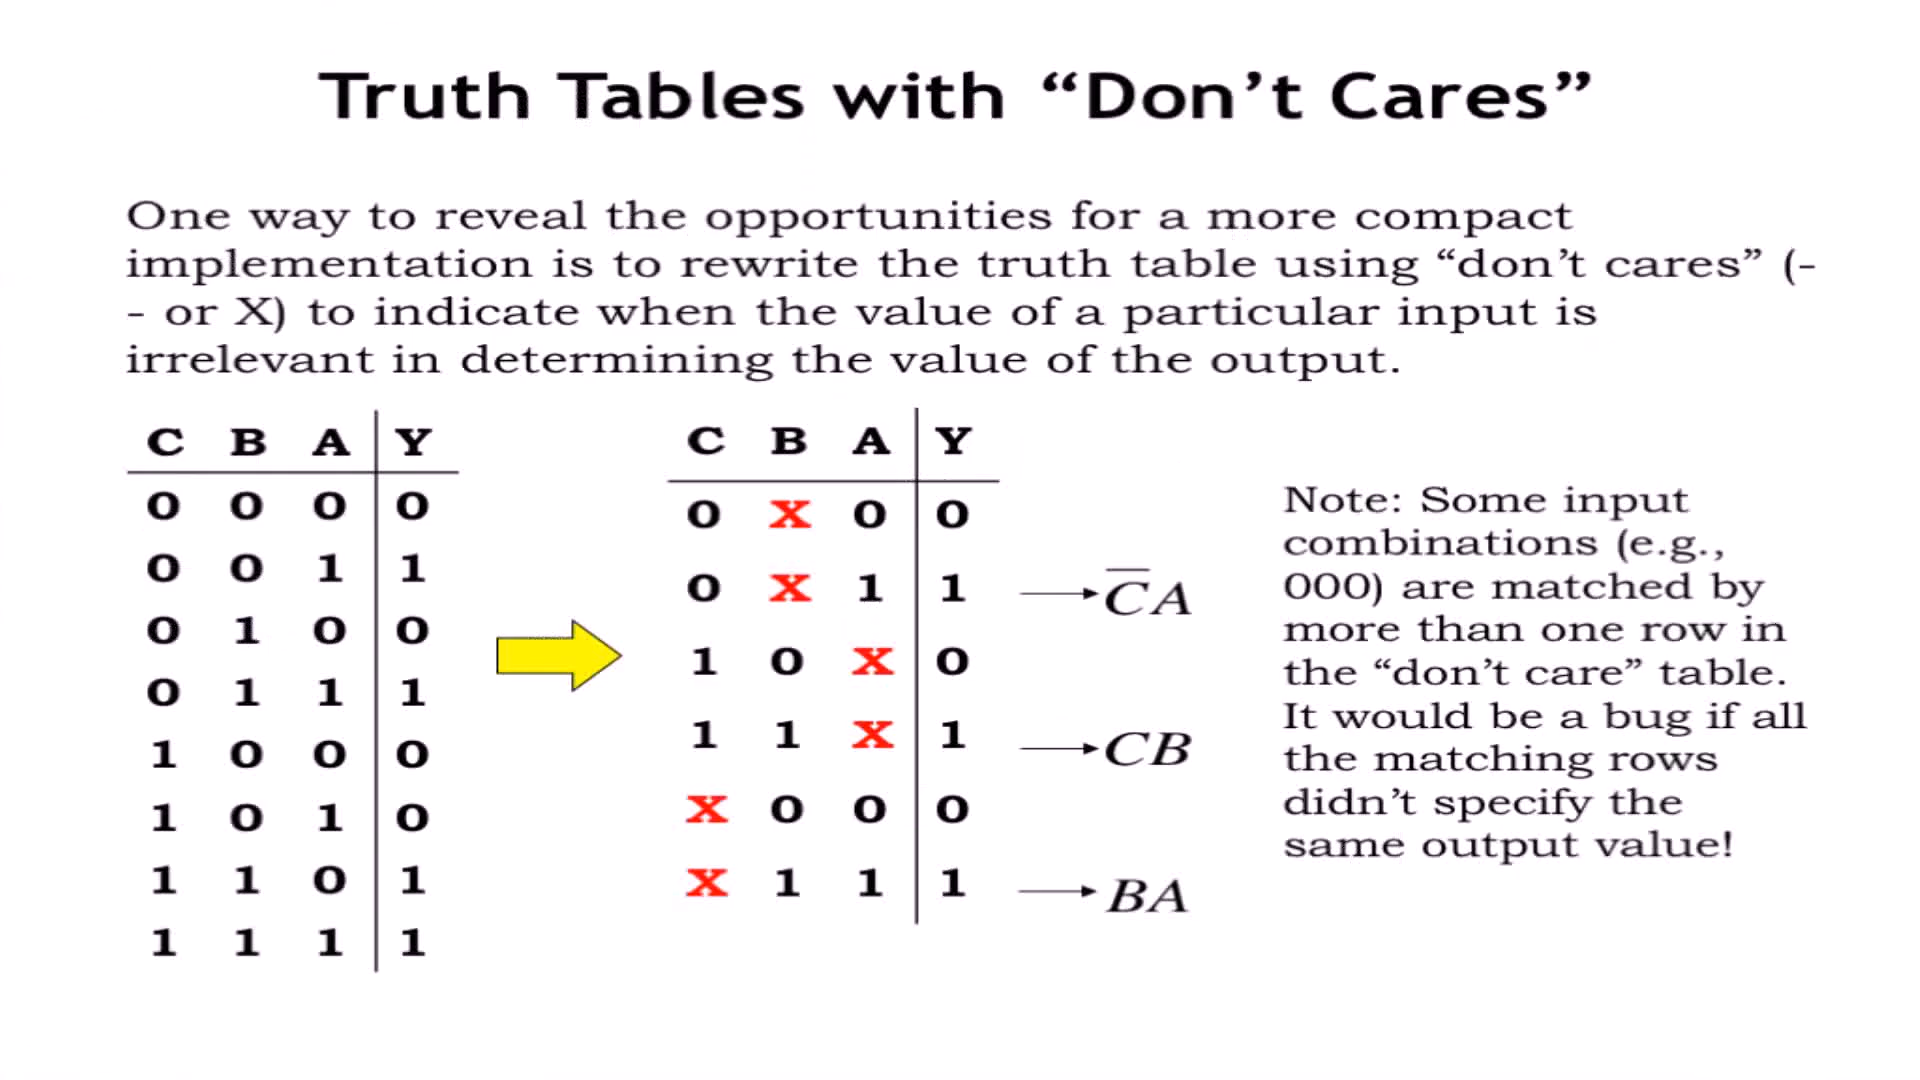 Truth Tables with “Don’t Cares”
One way to reveal the opportunities for a more compact
implementation is to rewrite the truth table using “don’t cares” (-
- or X) to indicate when the value of a particular input is
irrelevant in determining the value of the output.
C B A Y
0 0 0 0
0 0 1 1
0 1 0 0
0 1 1 1
1 0 0 0
1 0 1 0
1 1 0 1
1 1 1 1
C B A Y
0 X 0 0
0 X 1 1
1 0 X 0
1 1 X 1
X 0 0 0
X 1 1 1
C̅A
CB
BA
Note: Some input
combinations (e.g.,
000) are matched by
more than one row in
the “don’t care” table.
It would be a bug if all
the matching rows
didn’t specify the
same output value!